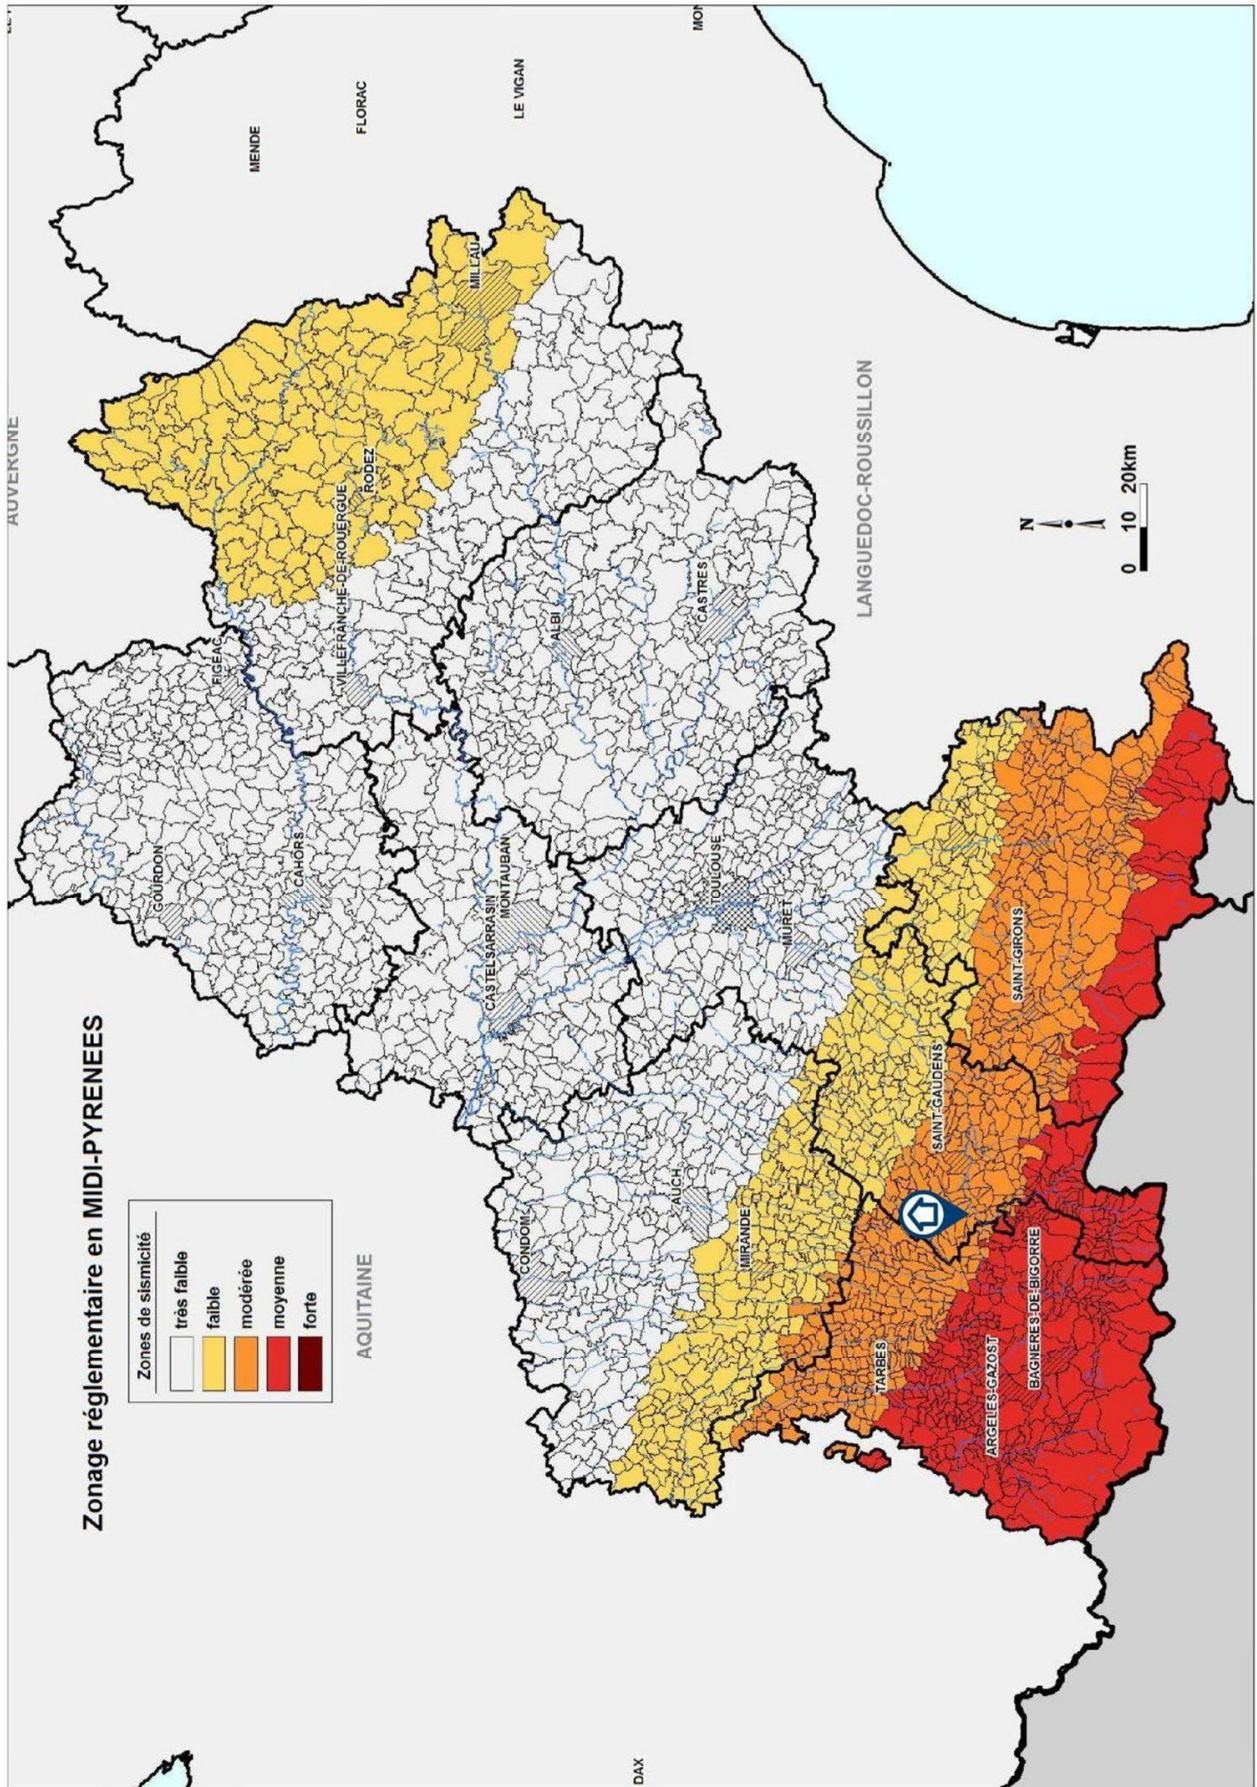 Zonage réglementaire en MIDI-PYRENEES
Zones de sismicité
très faible
faible
modérée
moyenne
forte
AUVERGNE
AQUITAINE
LANGUEDOC-ROUSSILLON
MENDE
FLORAC
LE VIGAN
MILLAU
RODEZ
VILLEFRANCHE-DE-ROUERGUE
FIGEAC
GOURDON
CAHORS
CASTELSARRASIN
MONTAUBAN
ALBI
CASTRES
TOULOUSE
MURET
CONDOM
AUCH
MIRANDE
SAINT-GAUDENS
SAINT-GIRONS
TARBES
ARGELES-GAZOST
BAGNERES-DE-BIGORRE
DAX
N
0 10 20km